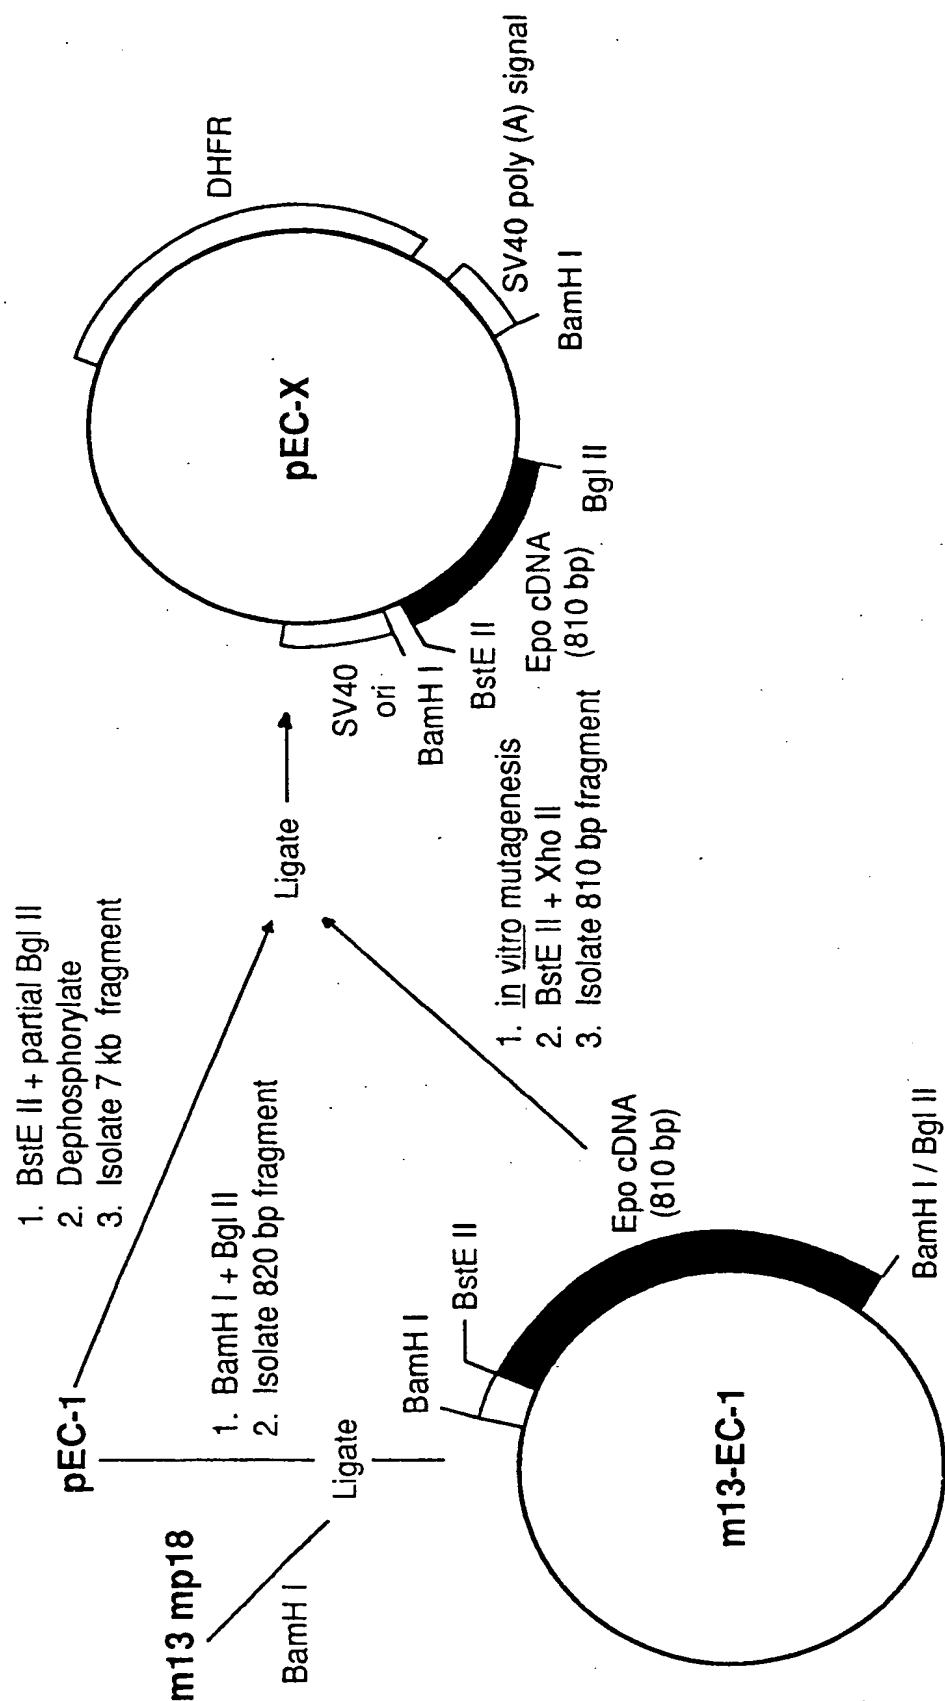 m13 mp18
BamH I
pEC-1
1. BamH I + Bgl II
2. Isolate 820 bp fragment
Ligate
1. BstE II + partial Bgl II
2. Dephosphorylate
3. Isolate 7 kb fragment
m13-EC-1
BamH I
BstE II
Epo cDNA
(810 bp)
BamH I / Bgl II
1. in vitro mutagenesis
2. BstE II + Xho II
3. Isolate 810 bp fragment
Ligate
pEC-X
DHFR
SV40 poly (A) signal
BamH I
Bgl II
Epo cDNA
(810 bp)
BstE II
BamH I
SV40
ori